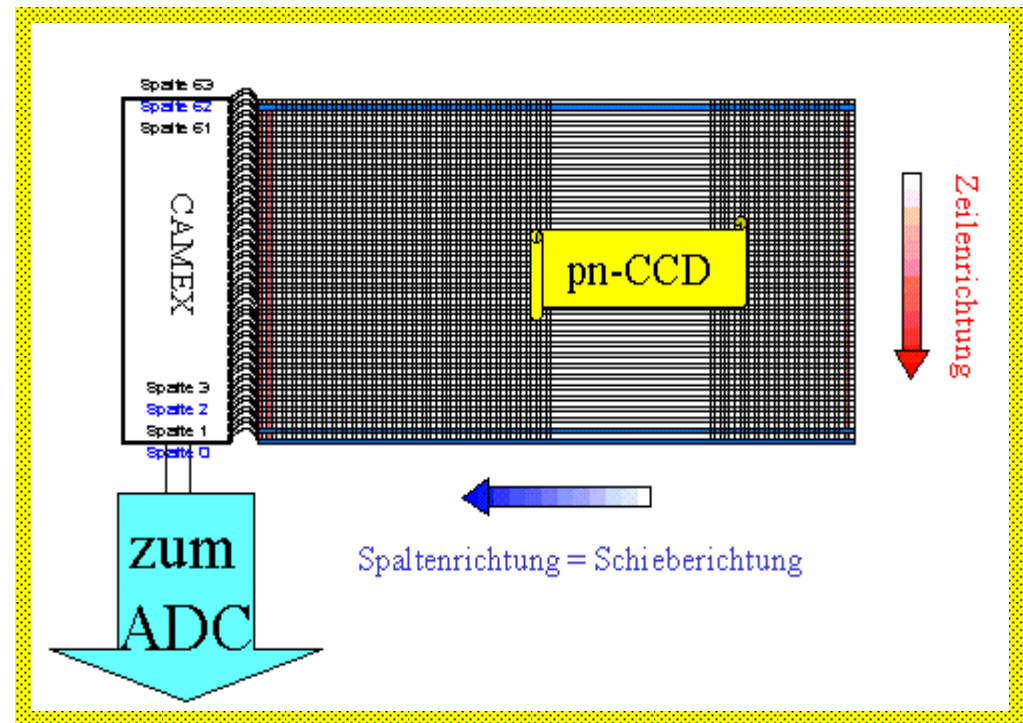 Spalte 63
Spalte 62
Spalte 61
CAMEX
pn-CCD
Zeilenrichtung
Spalte 3
Spalte 2
Spalte 1
Spalte 0
zum
ADC
Spaltenrichtung = Schieberichtung